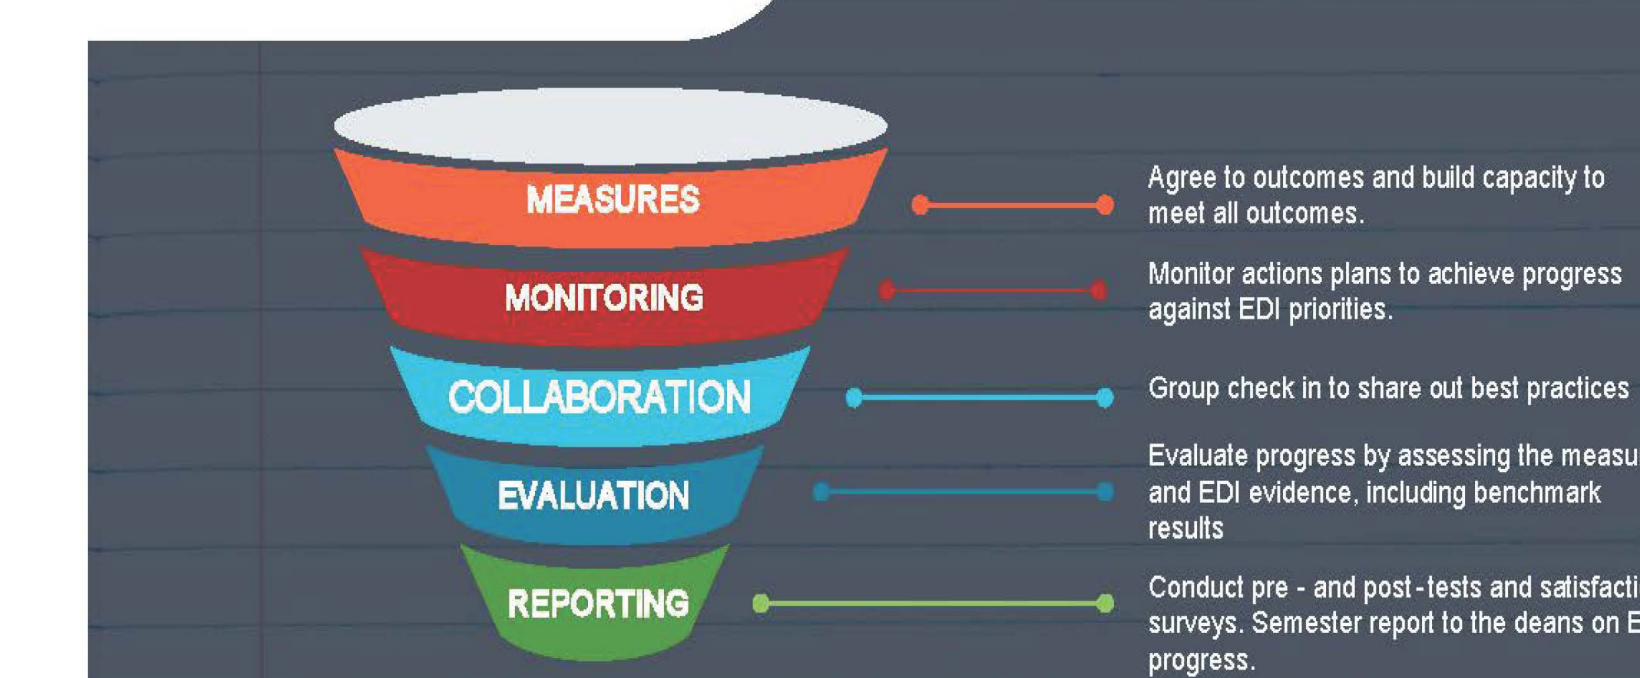 MEASURES
Agree to outcomes and build capacity to
meet all outcomes.
MONITORING
Monitor actions plans to achieve progress
against EDI priorities.
COLLABORATION
Group check in to share out best practices
EVALUATION
Evaluate progress by assessing the
and EDI evidence, including benchmark
results
REPORTING
Conduct pre - and post-tests and
surveys. Semester report to the deans on
progress.